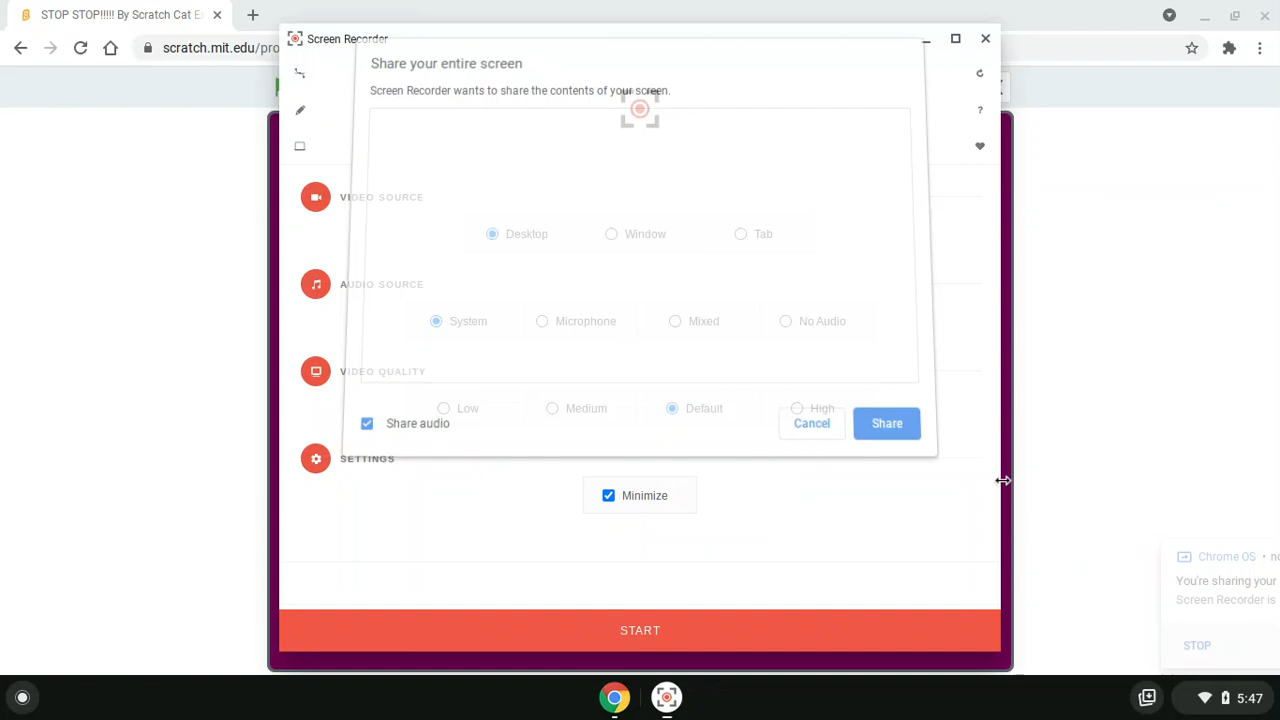 STOP STOP!!!!! By Scratch Cat E
scratch.mit.edu/pro
Screen Recorder
Share your entire screen
Screen Recorder wants to share the contents of your screen.
VIDEO SOURCE
Desktop
Window
Tab
AUDIO SOURCE
System
Microphone
Mixed
No Audio
VIDEO QUALITY
Low
Medium
Default
High
Share audio
Cancel
Share
SETTINGS
Minimize
START
Chrome OS • no
You're sharing your
Screen Recorder is
STOP
5:47